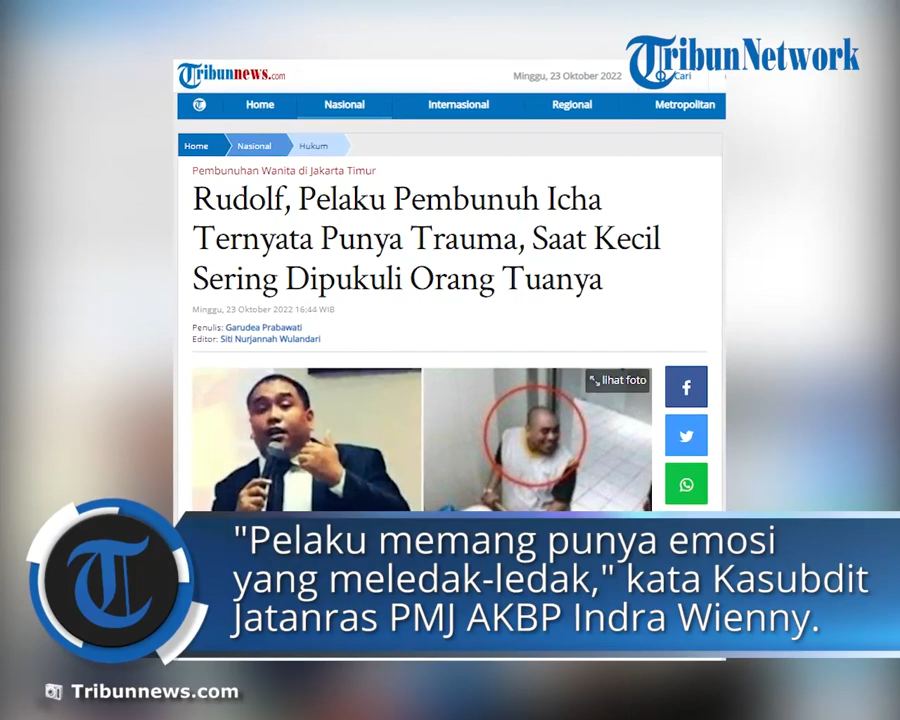 Tribun Network
Tribunnews.com
Minggu, 23 Oktober 2022
Cari
Home Nasional Internasional Regional Metropolitan
Home Nasional Hukum
Pembunuhan Wanita di Jakarta Timur
Rudolf, Pelaku Pembunuh Icha
Ternyata Punya Trauma, Saat Kecil
Sering Dipukuli Orang Tuanya
Minggu, 23 Oktober 2022 16:44 WIB
Penulis: Garudea Prabawati
Editor: Siti Nurjannah Wulandari
lihat foto
"Pelaku memang punya emosi
yang meledak-ledak," kata Kasubdit
Jatanras PMJ AKBP Indra Wienny.
Tribunnews.com